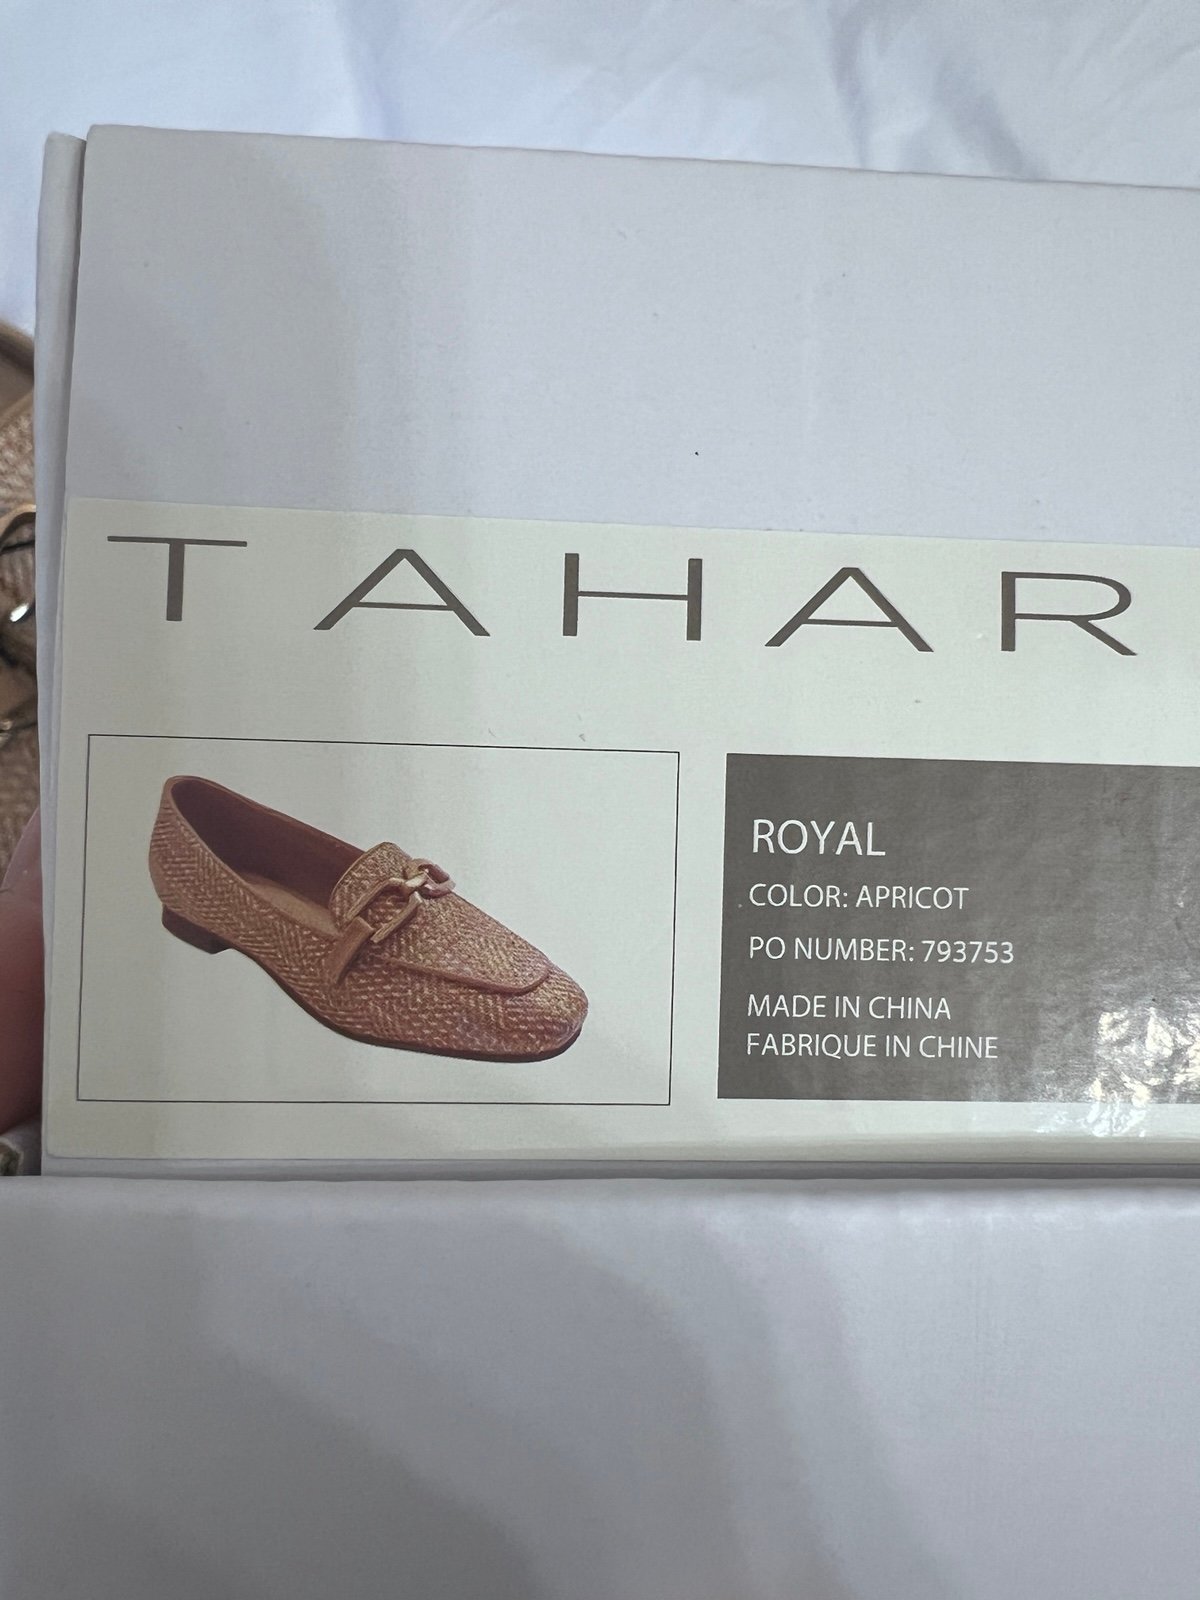 TAHAR
ROYAL
COLOR: APRICOT
PO NUMBER: 793753
MADE IN CHINA
FABRIQUE IN CHINE